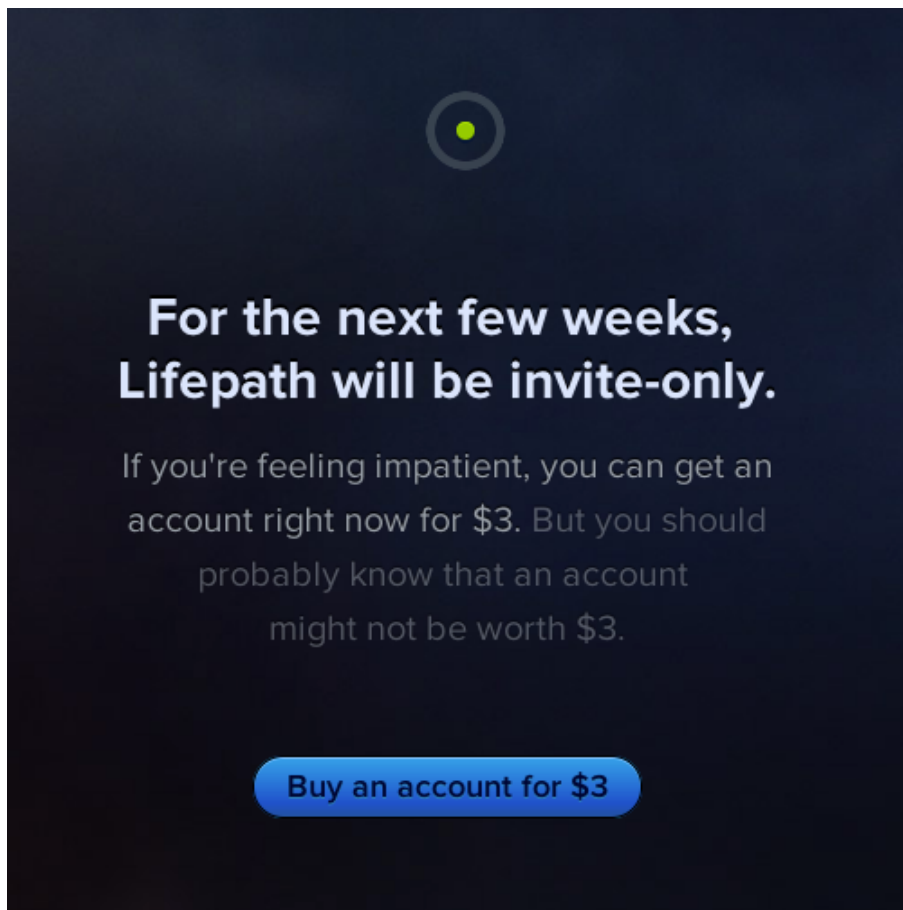 For the next few weeks,
Lifepath will be invite-only.
If you're feeling impatient, you can get an
account right now for $3. But you should
probably know that an account
might not be worth $3.
Buy an account for $3